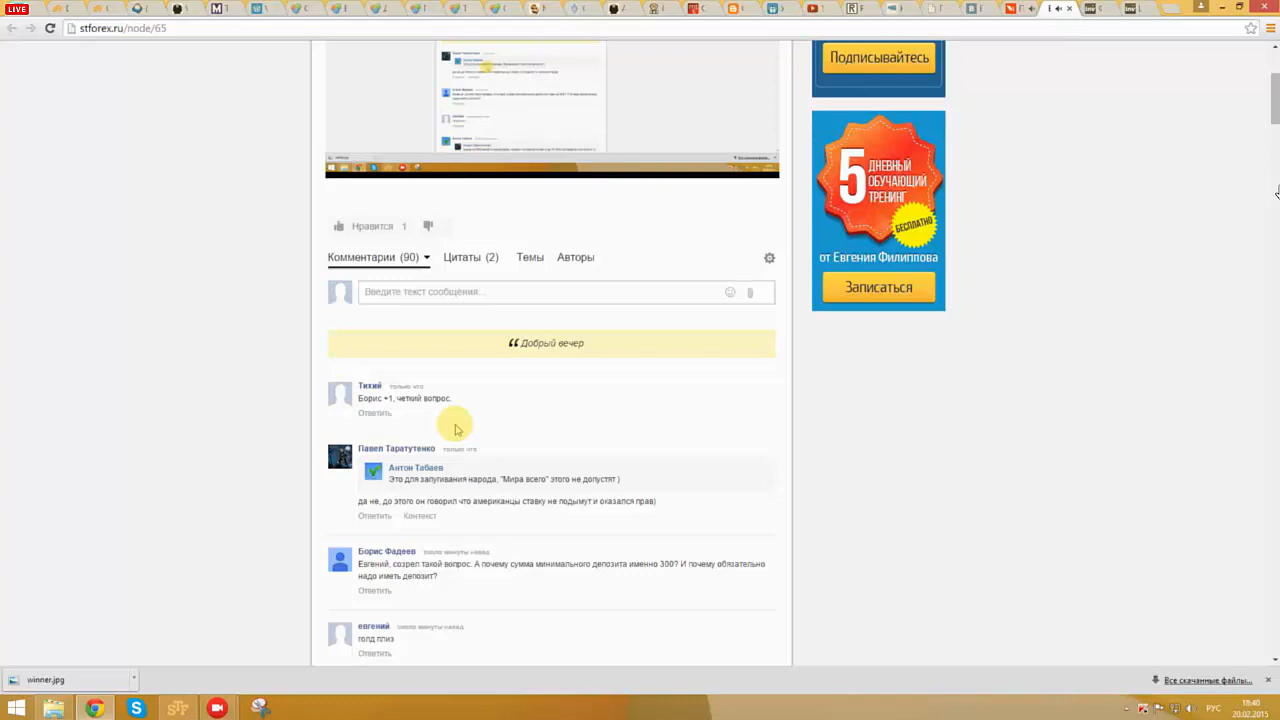 stforex.ru/node/65
Подписывайтесь
5 ДНЕВНЫЙ
ОБУЧАЮЩИЙ
ТРЕНИНГ
БЕСПЛАТНО
от Евгения Филиппова
Записаться
Нравится 1
Комментарии (90) Цитаты (2) Темы Авторы
Введите текст сообщения...
Добрый вечер
Тихий только что
Борис +1, четкий вопрос.
Ответить
Павел Таратутенко только что
Антон Табаев
Это для запугивания народа, "Мира всего" этого не допустят )
да не, до этого он говорил что американцы ставку не подымут и оказался прав)
Ответить Контекст
Борис Фадеев около минуты назад
Евгений, созрел такой вопрос. А почему сумма минимального депозита именно 300? И почему обязательно
надо иметь депозит?
Ответить
евгений около минуты назад
голд плиз
Ответить
winner.jpg
Все скачанные файлы...
РУС
18:40
20.02.2015